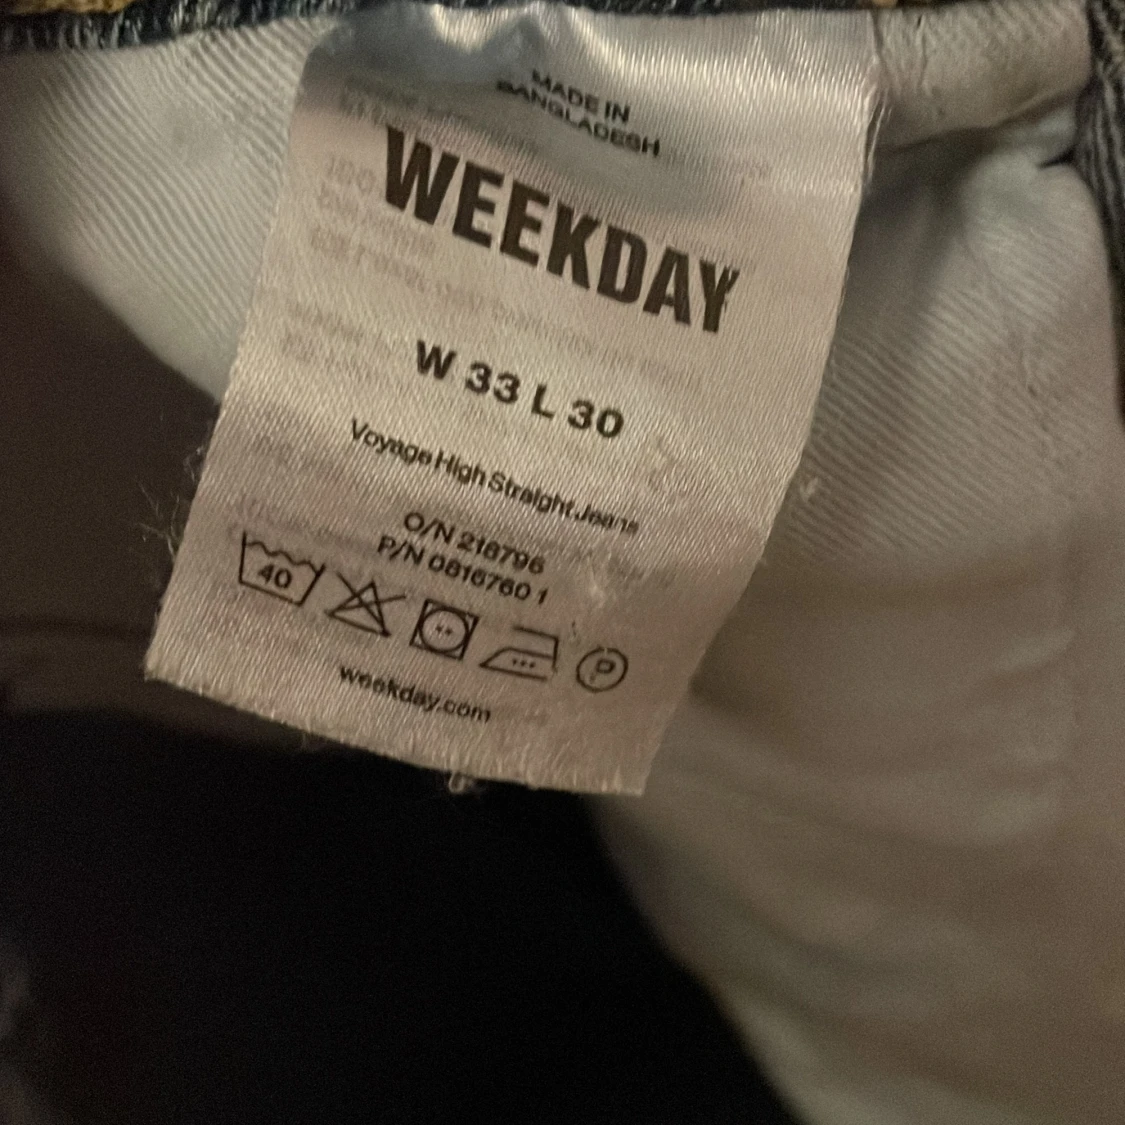 MADE IN
BANGLADESH
WEEKDAY
W 33 L 30
Voyage High Straight Jeans
O/N 218796
P/N 0816760 1
40
P
weekday.com